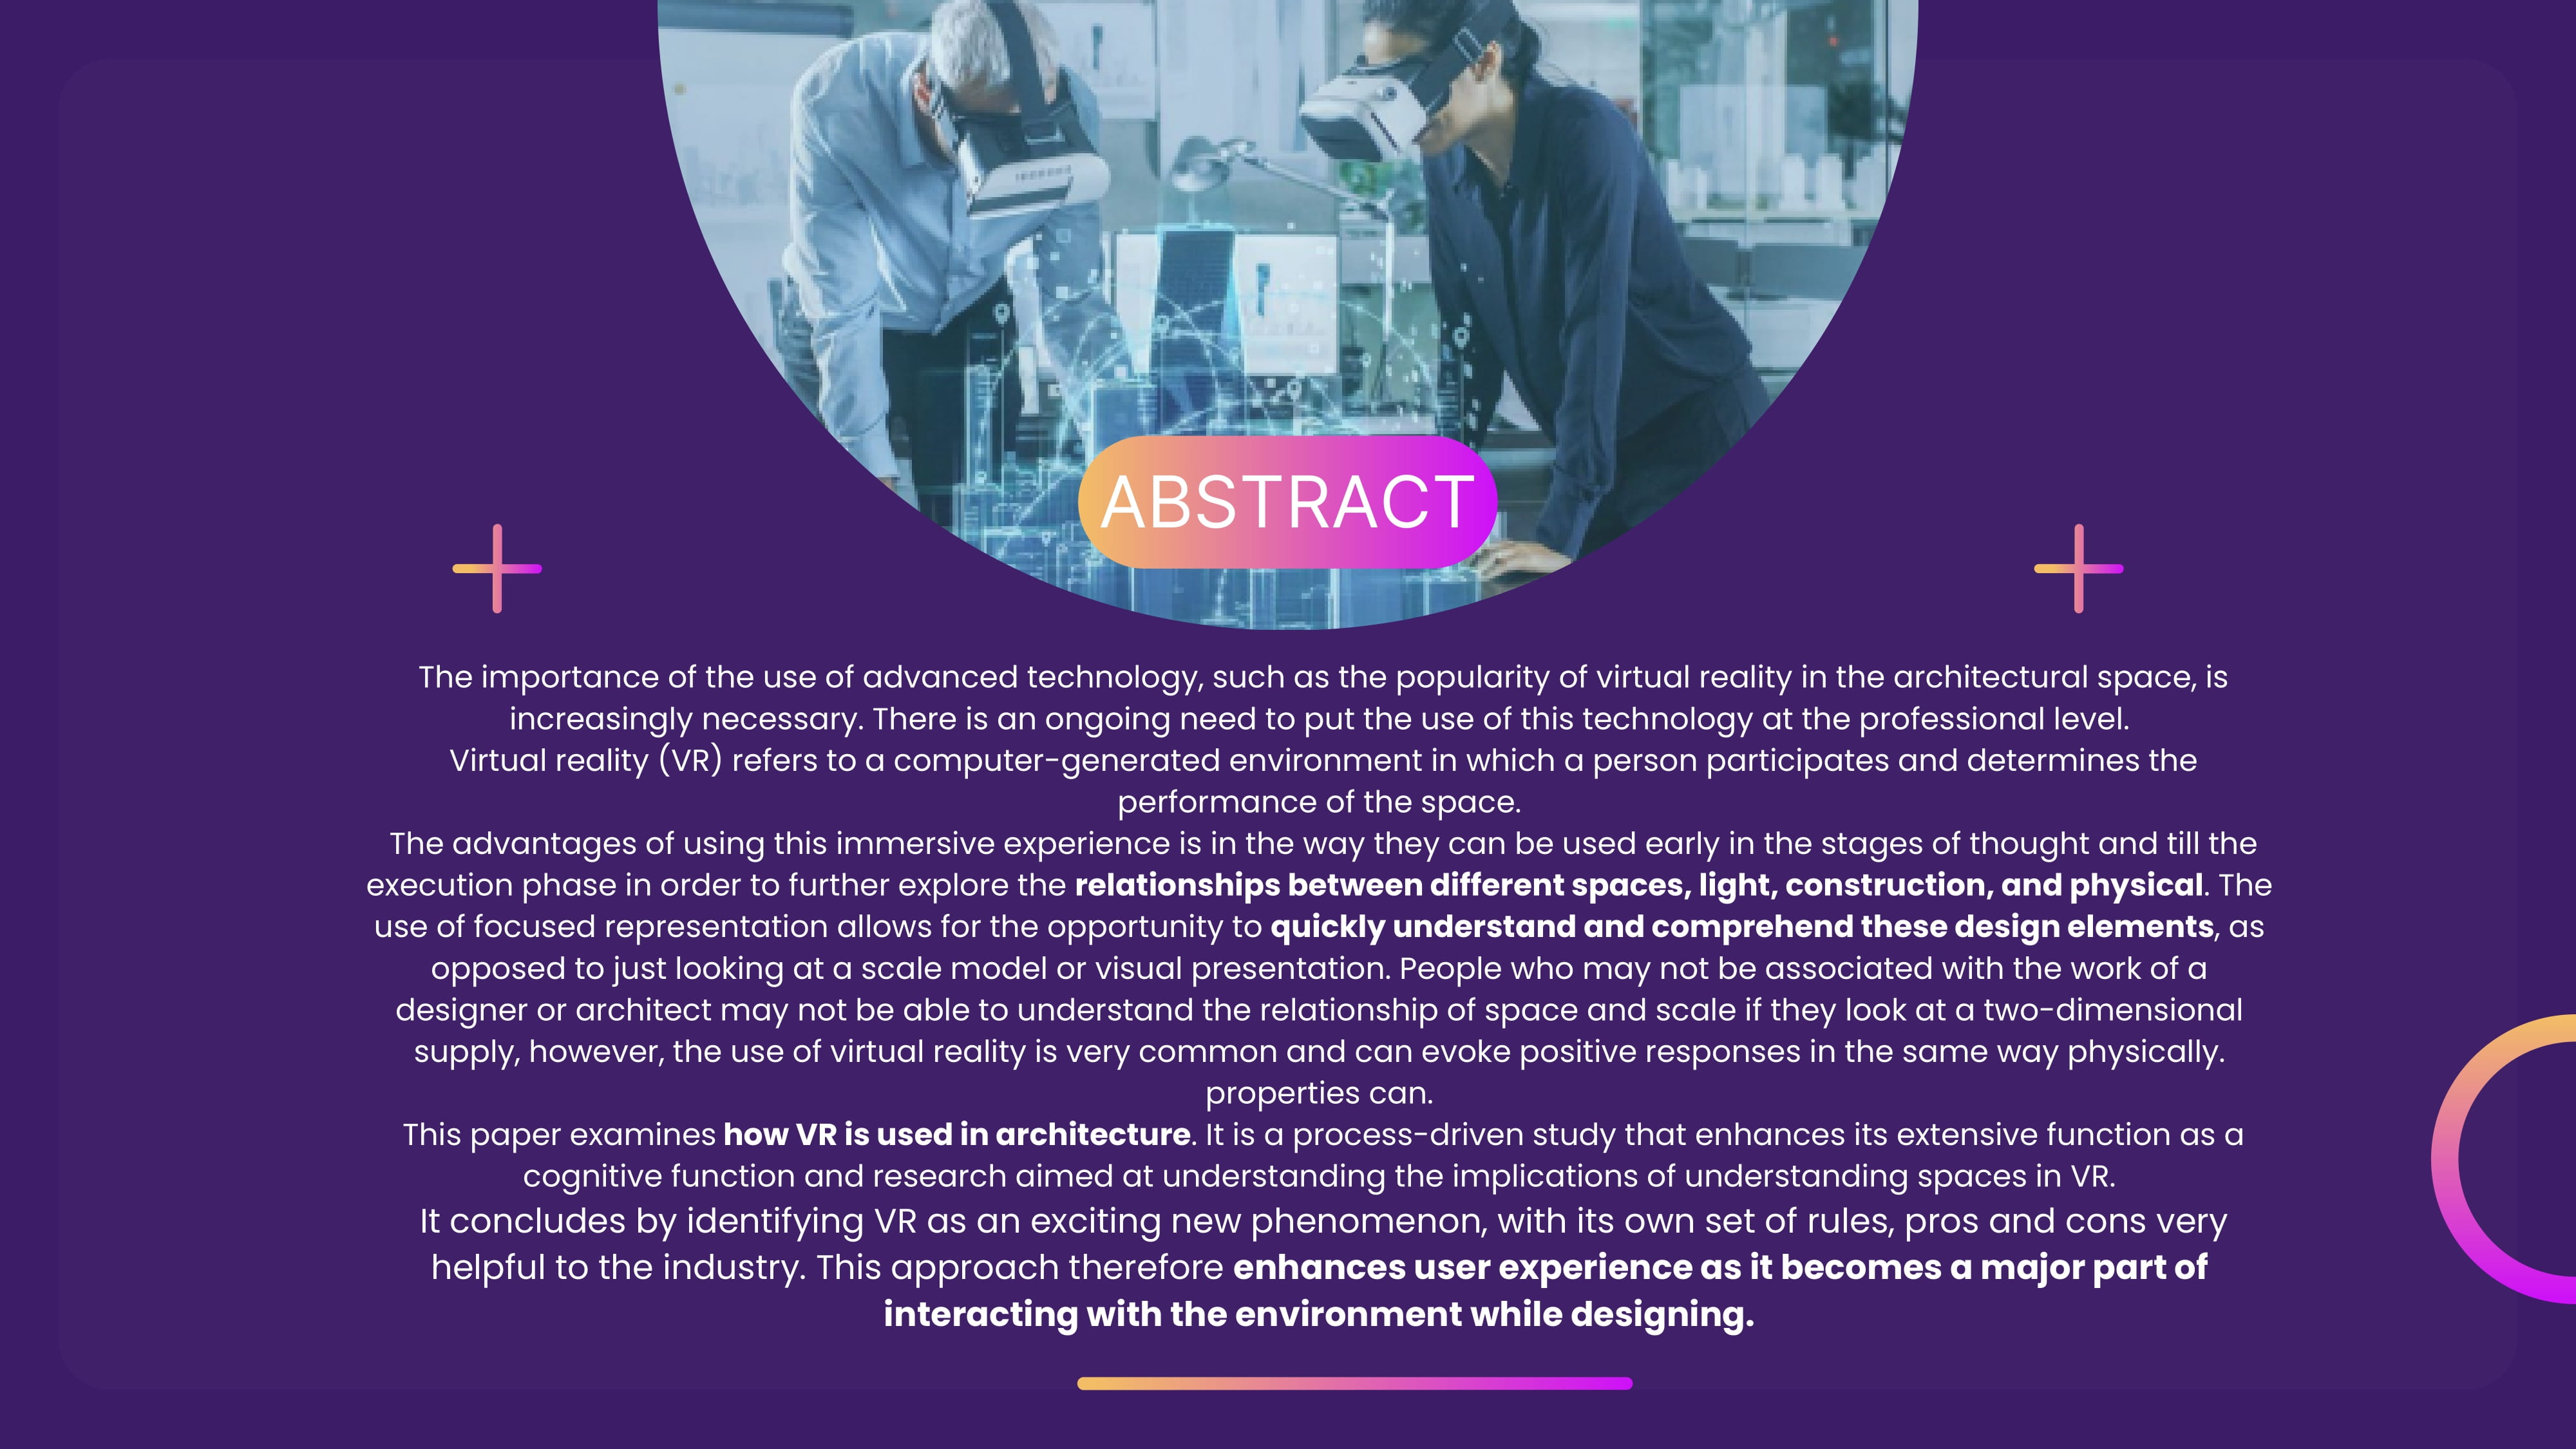 ABSTRACT
The importance of the use of advanced technology, such as the popularity of virtual reality in the architectural space, is
increasingly necessary. There is an ongoing need to put the use of this technology at the professional level.
Virtual reality (VR) refers to a computer-generated environment in which a person participates and determines the
performance of the space.
The advantages of using this immersive experience is in the way they can be used early in the stages of thought and till the
execution phase in order to further explore the relationships between different spaces, light, construction, and physical. The
use of focused representation allows for the opportunity to quickly understand and comprehend these design elements, as
opposed to just looking at a scale model or visual presentation. People who may not be associated with the work of a
designer or architect may not be able to understand the relationship of space and scale if they look at a two-dimensional
supply, however, the use of virtual reality is very common and can evoke positive responses in the same way physically.
properties can.
This paper examines how VR is used in architecture. It is a process-driven study that enhances its extensive function as a
cognitive function and research aimed at understanding the implications of understanding spaces in VR.
It concludes by identifying VR as an exciting new phenomenon, with its own set of rules, pros and cons very
helpful to the industry. This approach therefore enhances user experience as it becomes a major part of
interacting with the environment while designing.